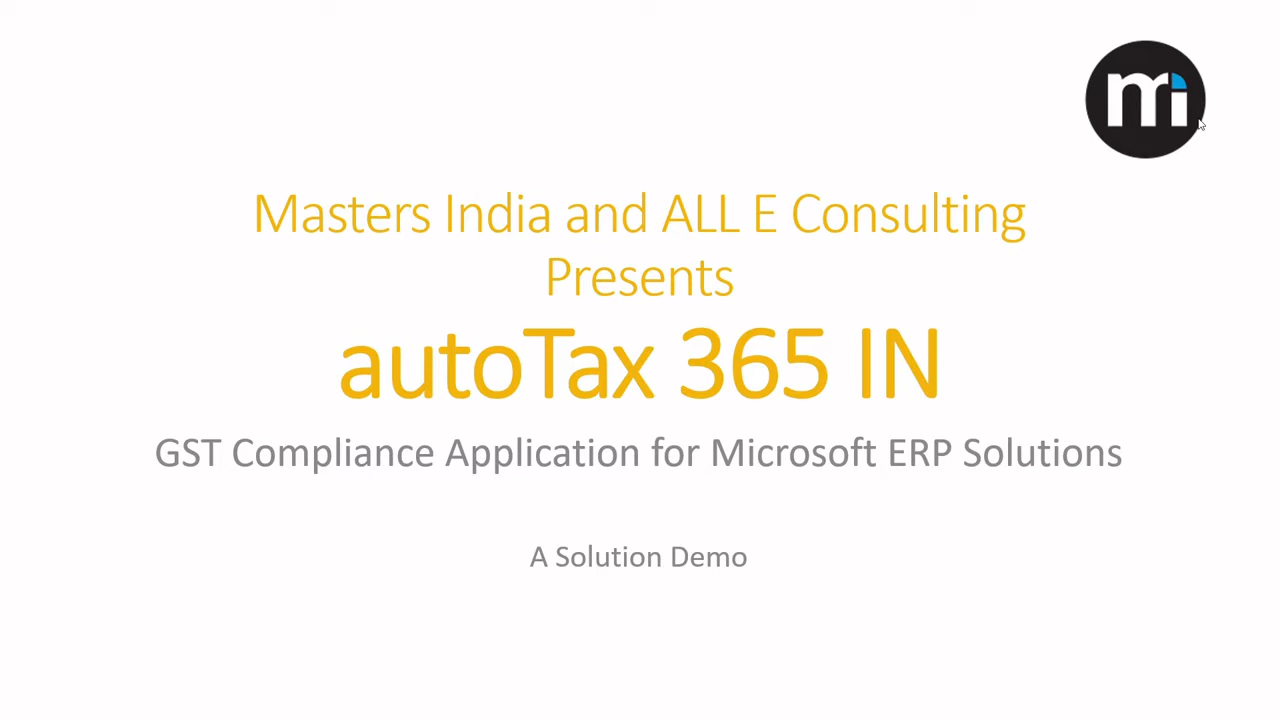 mi
Masters India and ALL E Consulting
Presents
autoTax 365 IN
GST Compliance Application for Microsoft ERP Solutions
A Solution Demo